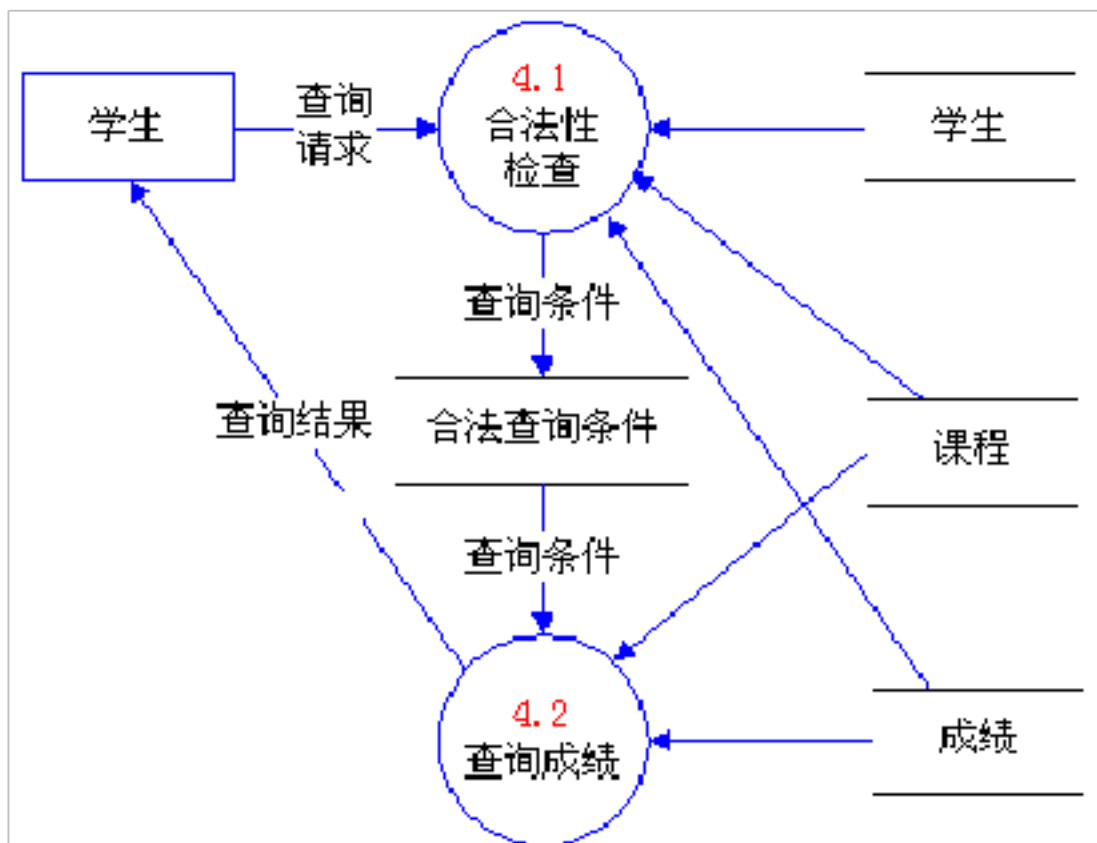 4.1
学生
查询
请求
合法性
检查
学生
查询条件
查询结果
合法查询条件
课程
查询条件
4.2
查询成绩
成绩